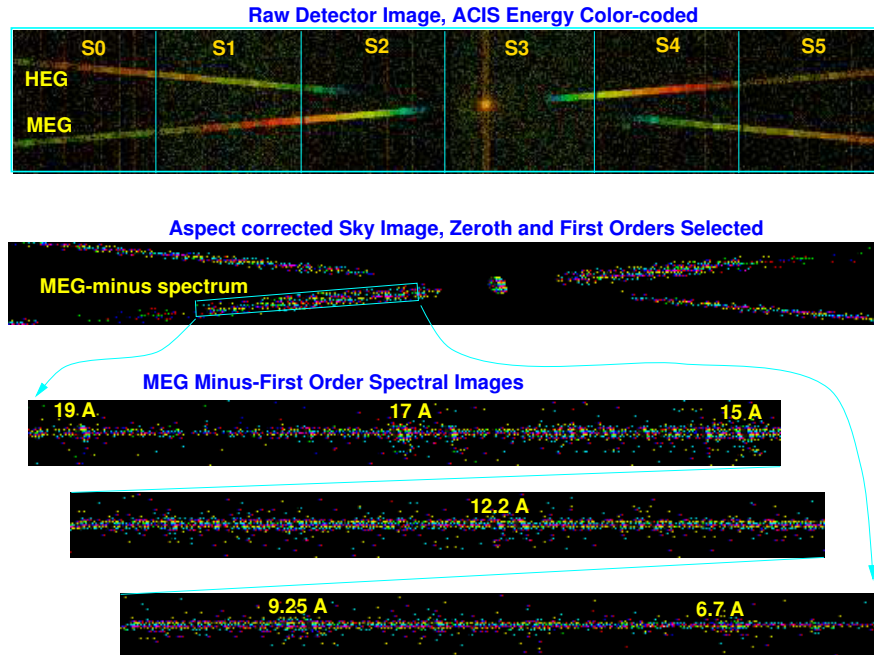 Raw Detector Image, ACIS Energy Color-coded
S0 S1 S2 S3 S4 S5
HEG
MEG
Aspect corrected Sky Image, Zeroth and First Orders Selected
MEG-minus spectrum
MEG Minus-First Order Spectral Images
19 A 17 A 15 A
12.2 A
9.25 A 6.7 A